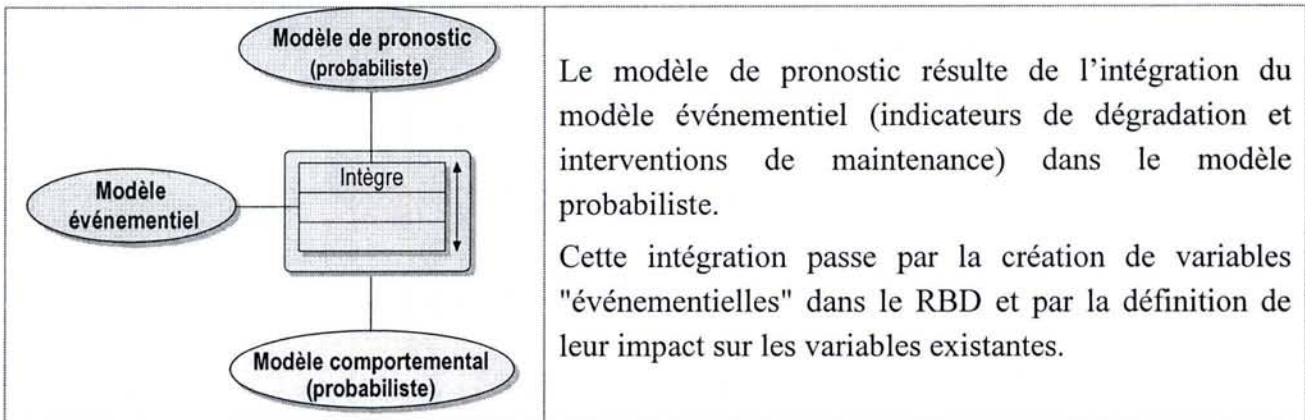 Modèle de pronostic
(probabiliste)
Intègre
Modèle
événementiel
Modèle comportemental
(probabiliste)
Le modèle de pronostic résulte de l'intégration du
modèle événementiel (indicateurs de dégradation et
interventions de maintenance) dans le modèle
probabiliste.
Cette intégration passe par la création de variables
"événementielles" dans le RBD et par la définition de
leur impact sur les variables existantes.